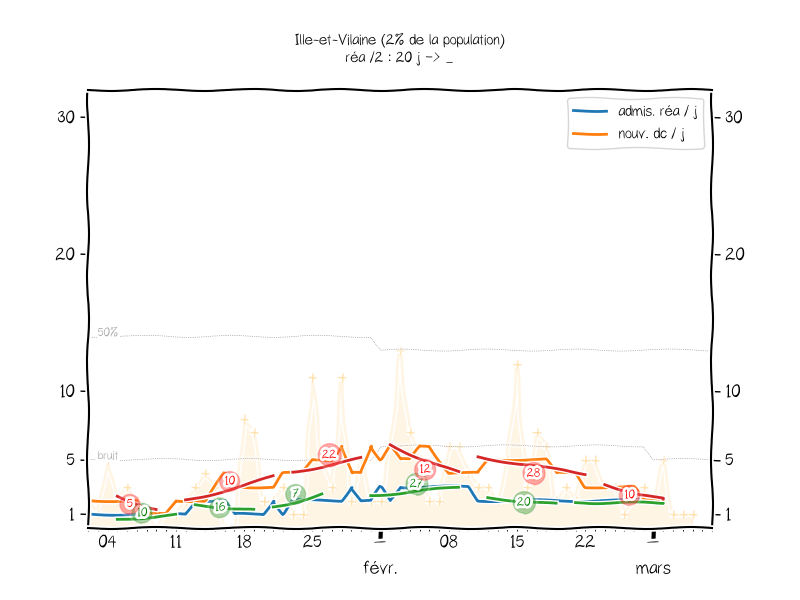 Ille-et-Vilaine (2% de la population)
réa /2 : 20 j -> _
admis. réa / j
nouv. dc / j
30 30
20 20
50%
10 10
bruit
5 5
1 1
5 10 10 16 7 22 12 27 28 20 10
04 11 18 25 08 15 22
févr. mars